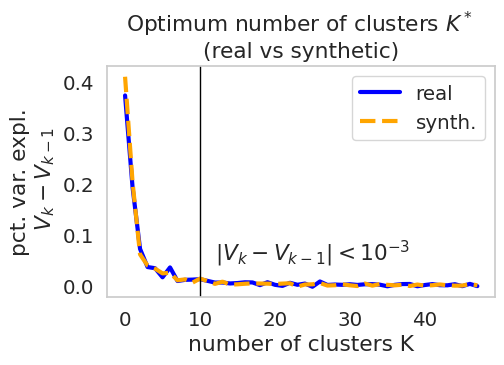 Optimum number of clusters $K^*$
(real vs synthetic)
pct. var. expl.
$V_k - V_{k-1}$
0.4
0.3
0.2
0.1
0.0
real
synth.
$|V_k - V_{k-1}| < 10^{-3}$
0 10 20 30 40
number of clusters K